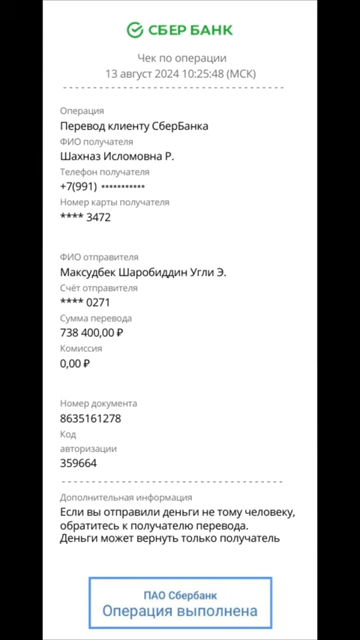 СБЕР БАНК
Чек по операции
13 август 2024 10:25:48 (МСК)
Операция
Перевод клиенту СберБанка
ФИО получателя
Шахназ Исломовна Р.
Телефон получателя
+7(991) •••••••••••
Номер карты получателя
**** 3472
ФИО отправителя
Максудбек Шаробиддин Угли Э.
Счёт отправителя
**** 0271
Сумма перевода
738 400,00 ₽
Комиссия
0,00 ₽
Номер документа
8635161278
Код
авторизации
359664
Дополнительная информация
Если вы отправили деньги не тому человеку,
обратитесь к получателю перевода.
Деньги может вернуть только получатель
ПАО Сбербанк
Операция выполнена